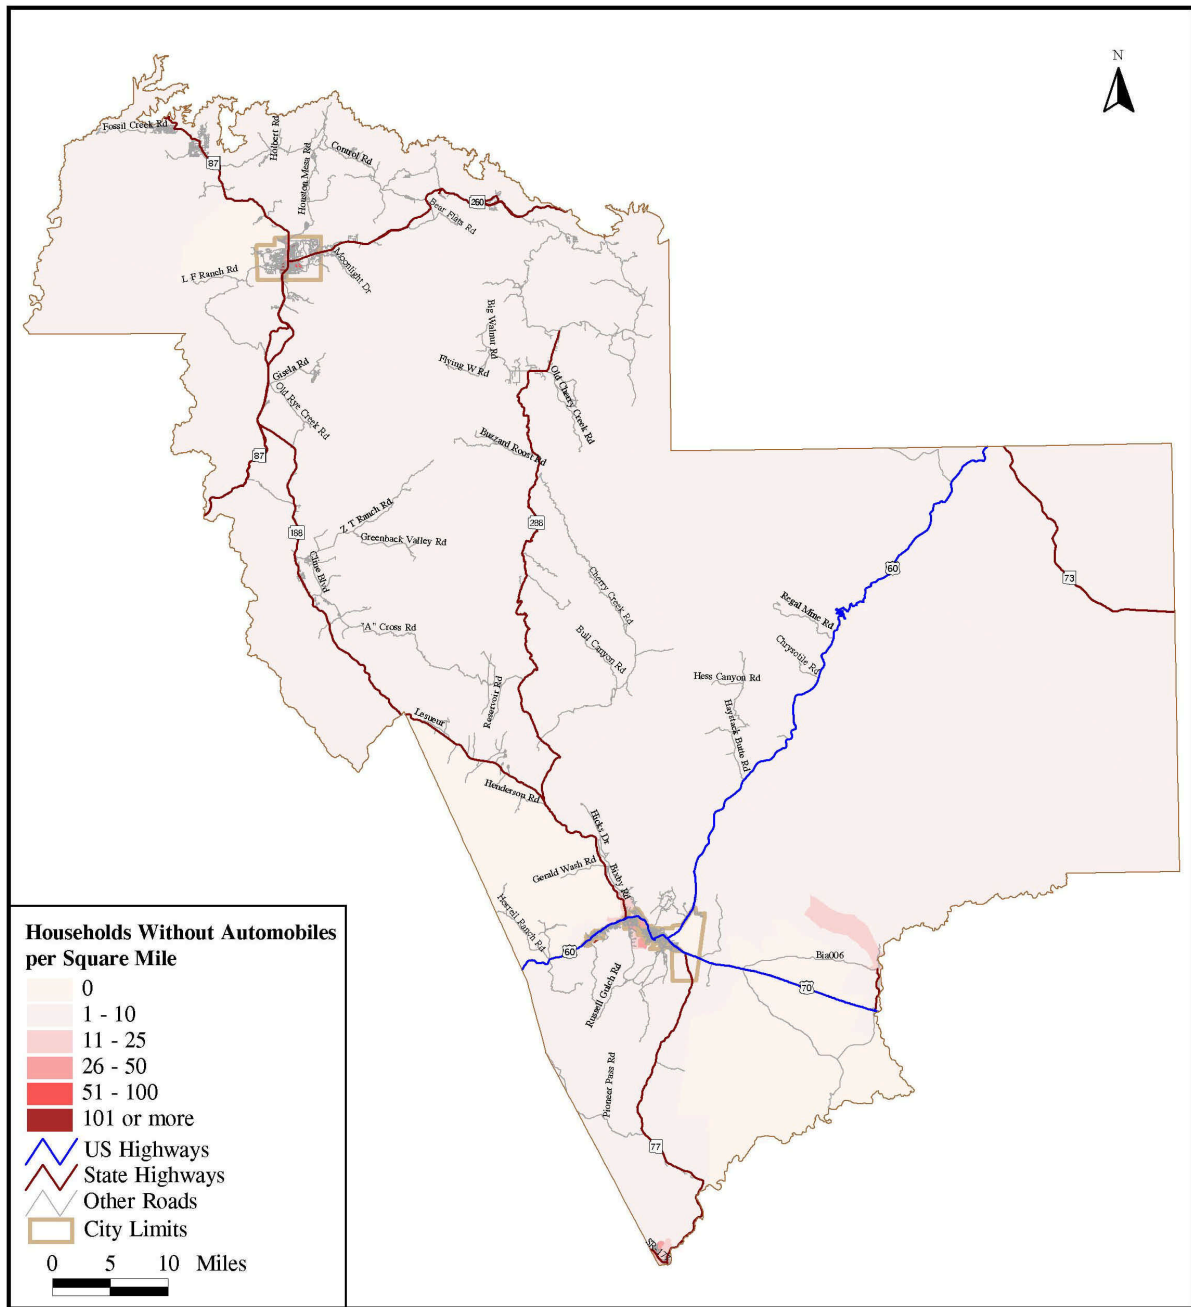 N
Fossil Creek Rd
Holbert Rd
Houston Mesa Rd
Control Rd
87
260
Bear Flats Rd
L F Ranch Rd
Moonlight Dr
Big Walnut Rd
Flying W Rd
Gisela Rd
Old Rye Creek Rd
Old Cherry Creek Rd
Buzzard Roost Rd
87
Z T Ranch Rd
288
188
Greenback Valley Rd
Cline Blvd
60
73
Cherry Creek Rd
Regal Mine Rd
"A" Cross Rd
Bull Canyon Rd
Chrysotile Rd
Hess Canyon Rd
Reservoir Rd
Lesueur
Haystack Butte Rd
Henderson Rd
Hicks Dr
Gerald Wash Rd
Bixby Rd
Horrell Ranch Rd
60
Bia006
Russell Gulch Rd
70
Pioneer Pass Rd
77
Households Without Automobiles
per Square Mile
0
1 - 10
11 - 25
26 - 50
51 - 100
101 or more
US Highways
State Highways
Other Roads
City Limits
0 5 10 Miles